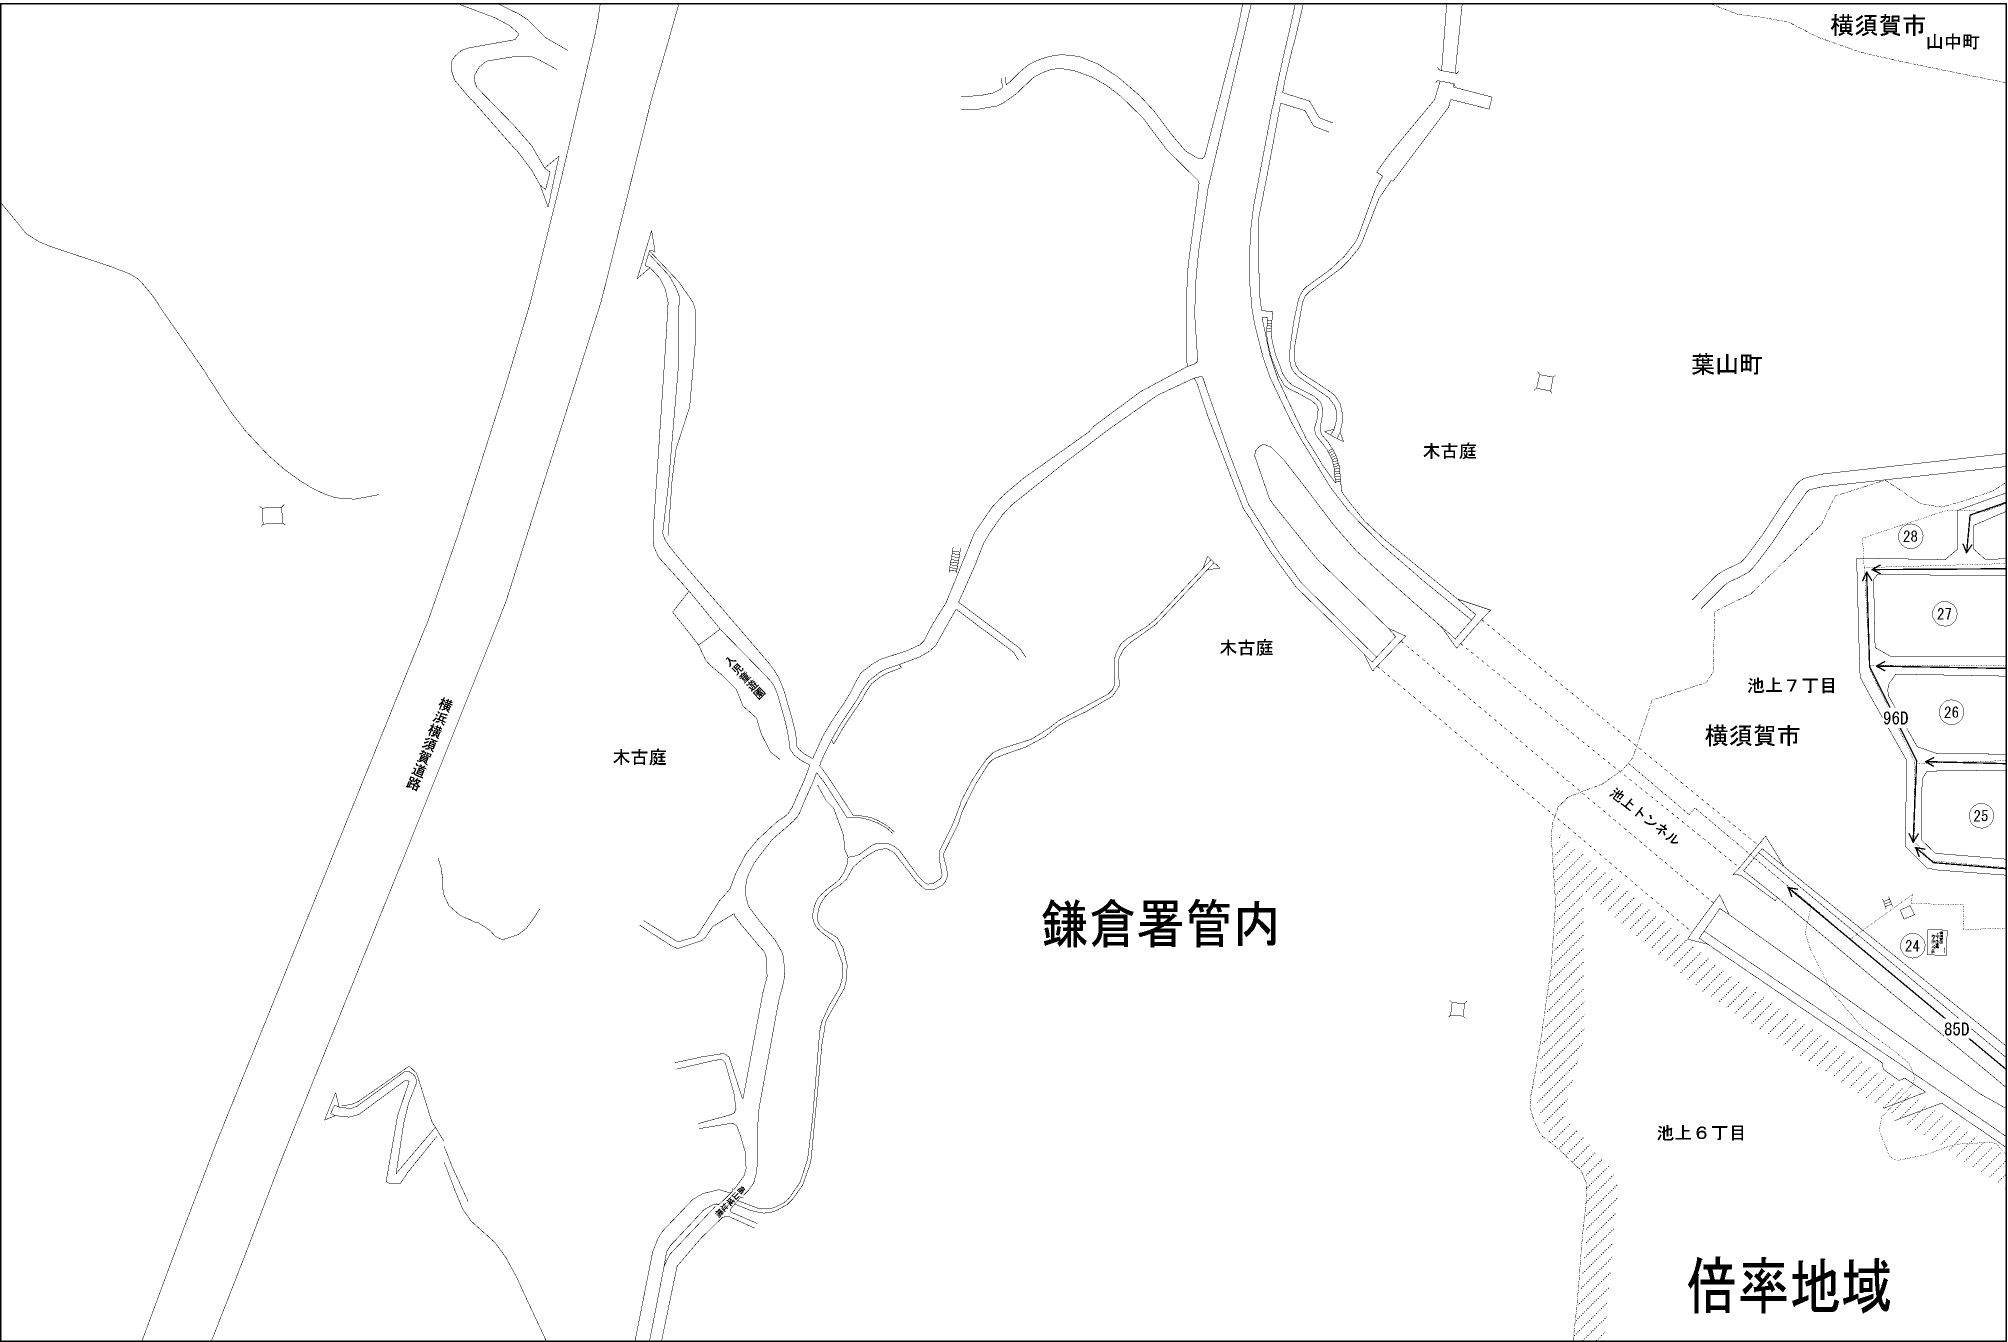 横須賀市
山中町
葉山町
木古庭
28
27
木古庭
池上７丁目
96D
26
横須賀市
横浜横須賀道路
木古庭
池上トンネル
25
鎌倉署管内
24
85D
池上６丁目
倍率地域